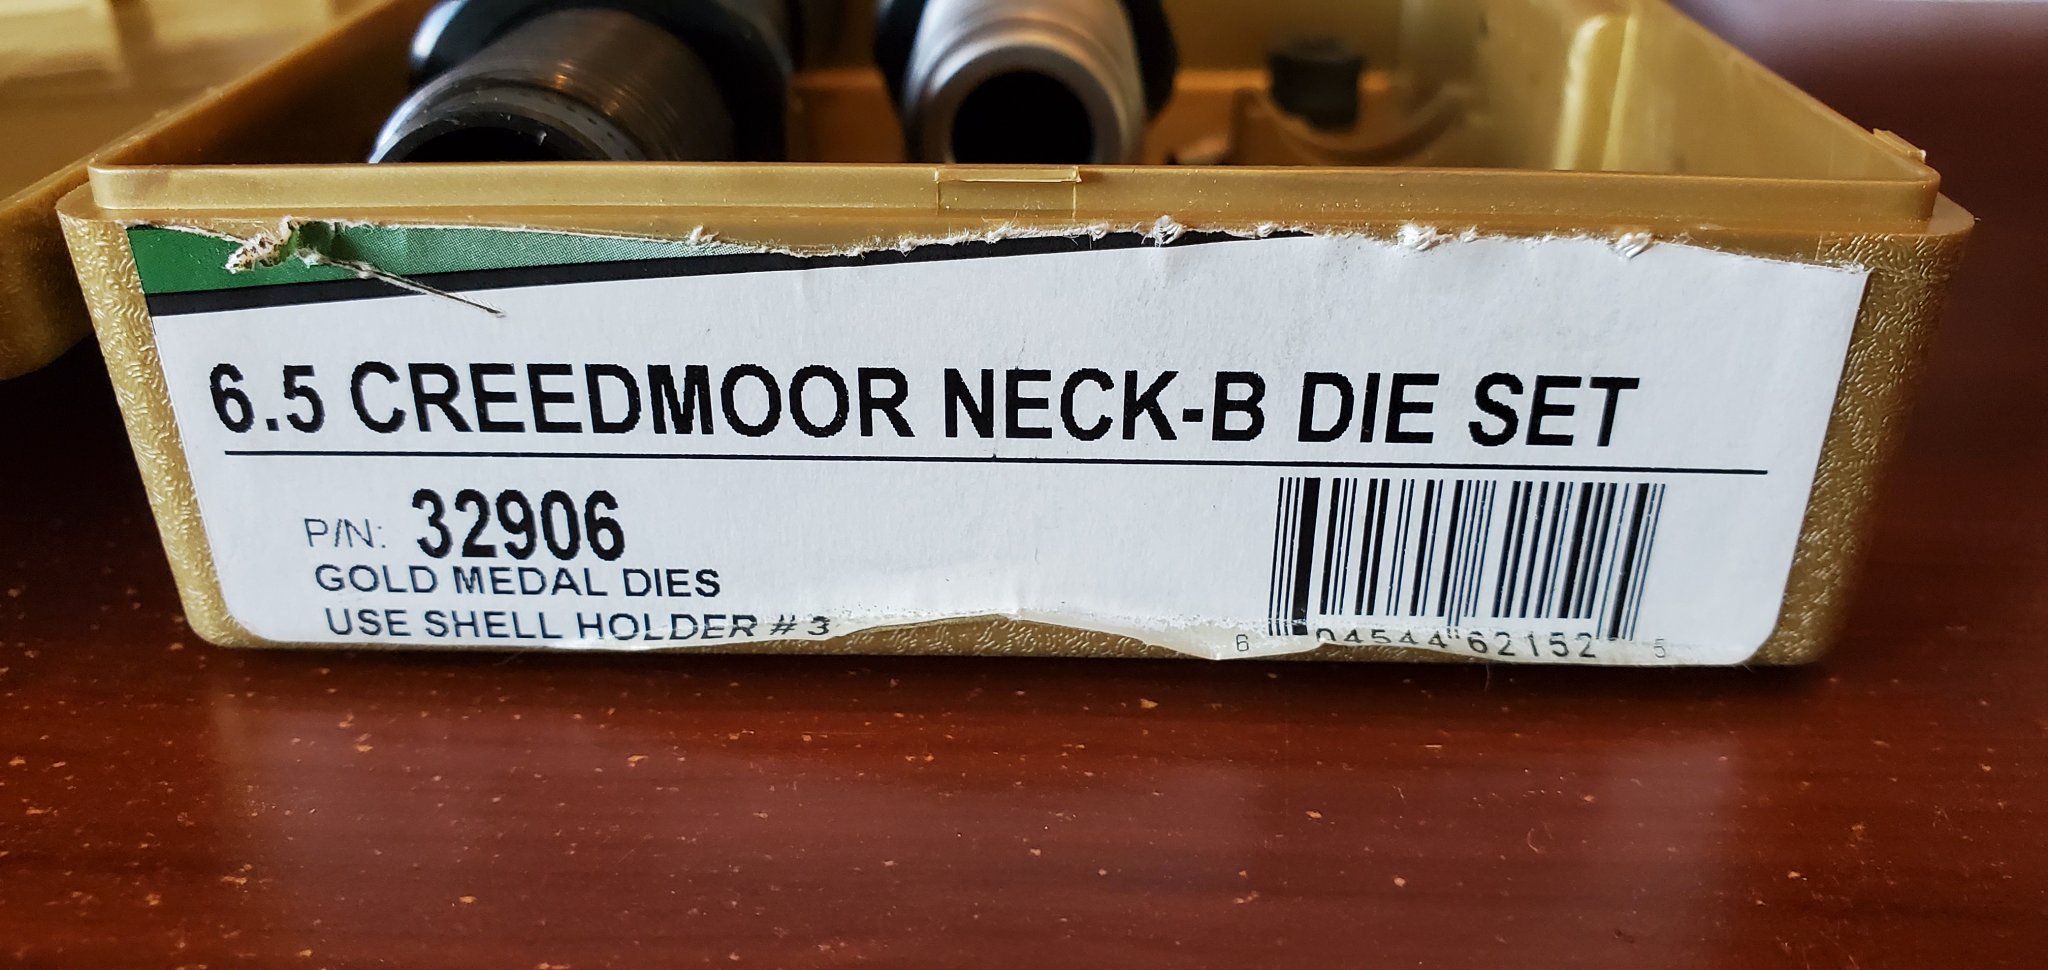 6.5 CREEDMOOR NECK-B DIE SET
P/N: 32906
GOLD MEDAL DIES
USE SHELL HOLDER #3
6 04544 62152 5